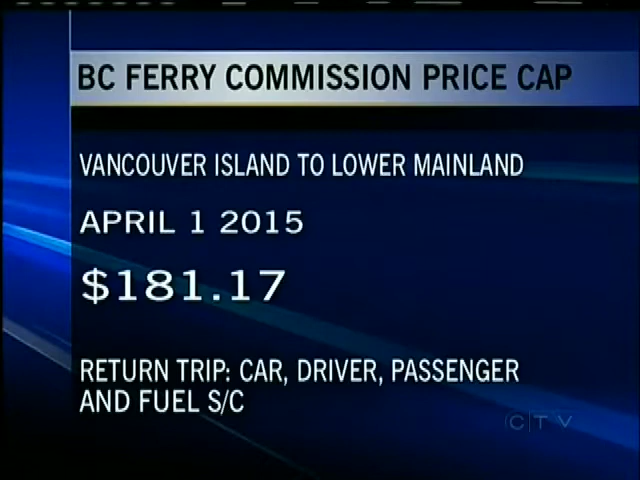 BC FERRY COMMISSION PRICE CAP
VANCOUVER ISLAND TO LOWER MAINLAND
APRIL 1 2015
$181.17
RETURN TRIP: CAR, DRIVER, PASSENGER
AND FUEL S/C
CTV